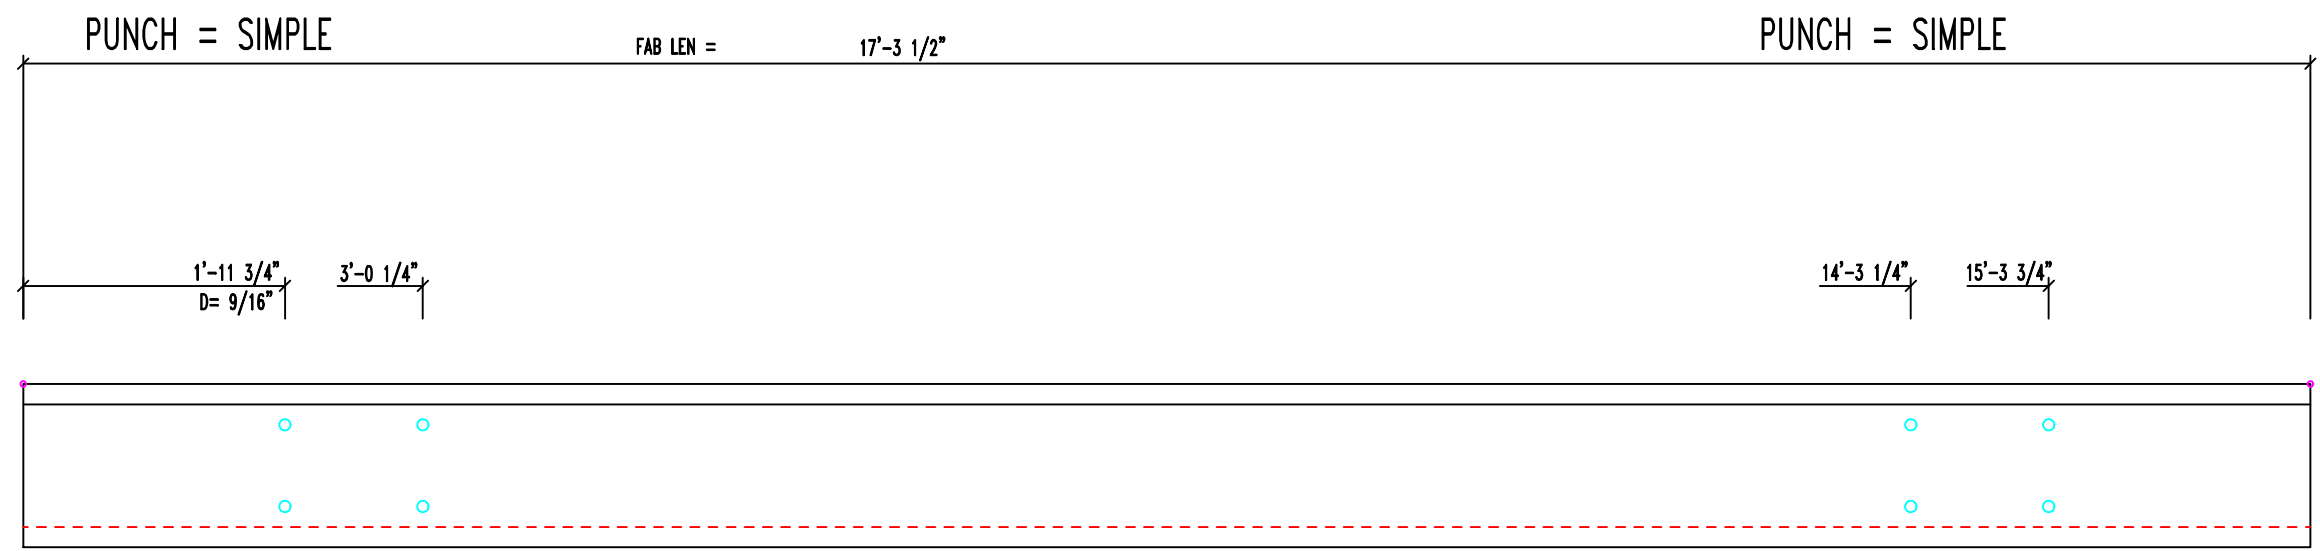 PUNCH = SIMPLE
FAB LEN = 17'-3 1/2"
PUNCH = SIMPLE
1'-11 3/4"
D= 9/16"
3'-0 1/4"
14'-3 1/4"
15'-3 3/4"